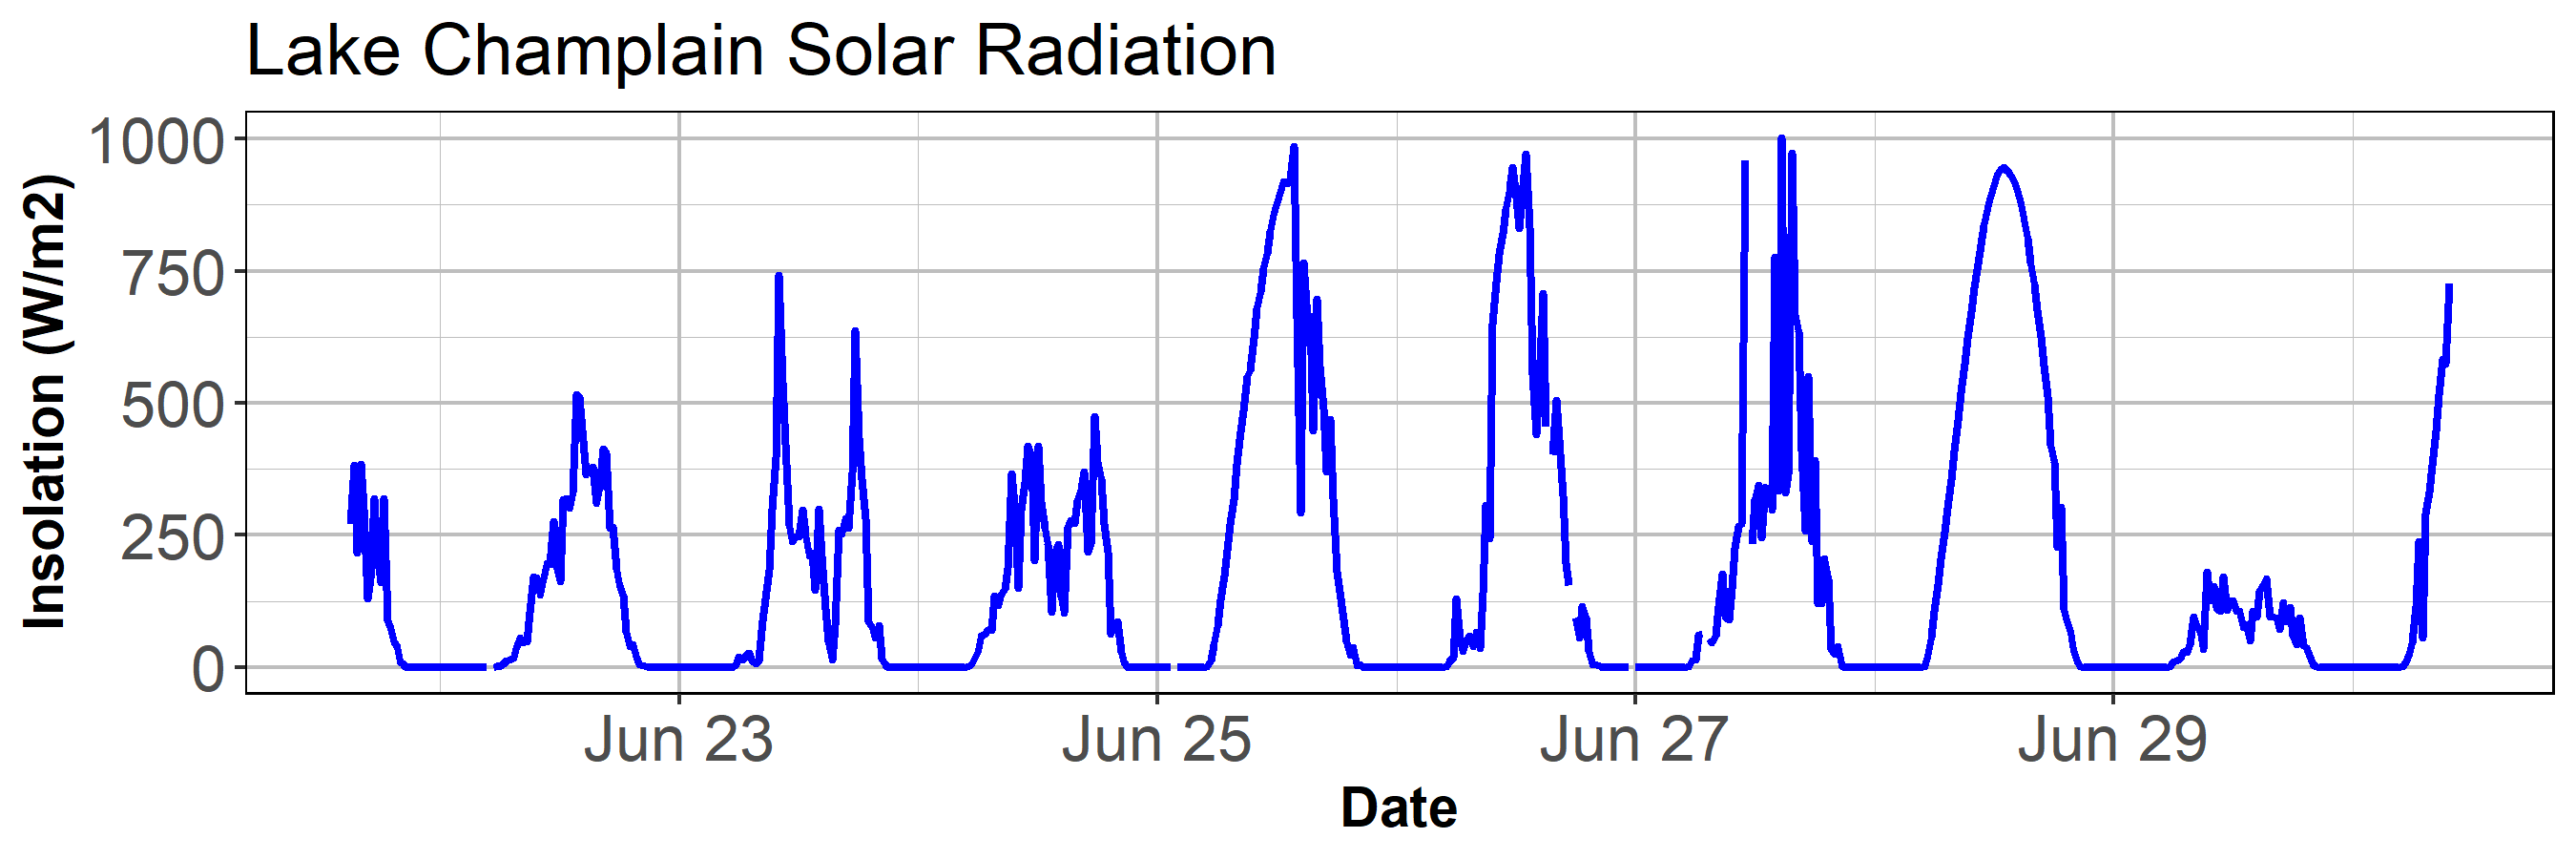 Lake Champlain Solar Radiation
Insolation (W/m2)
1000
750
500
250
0
Jun 23 Jun 25 Jun 27 Jun 29
Date